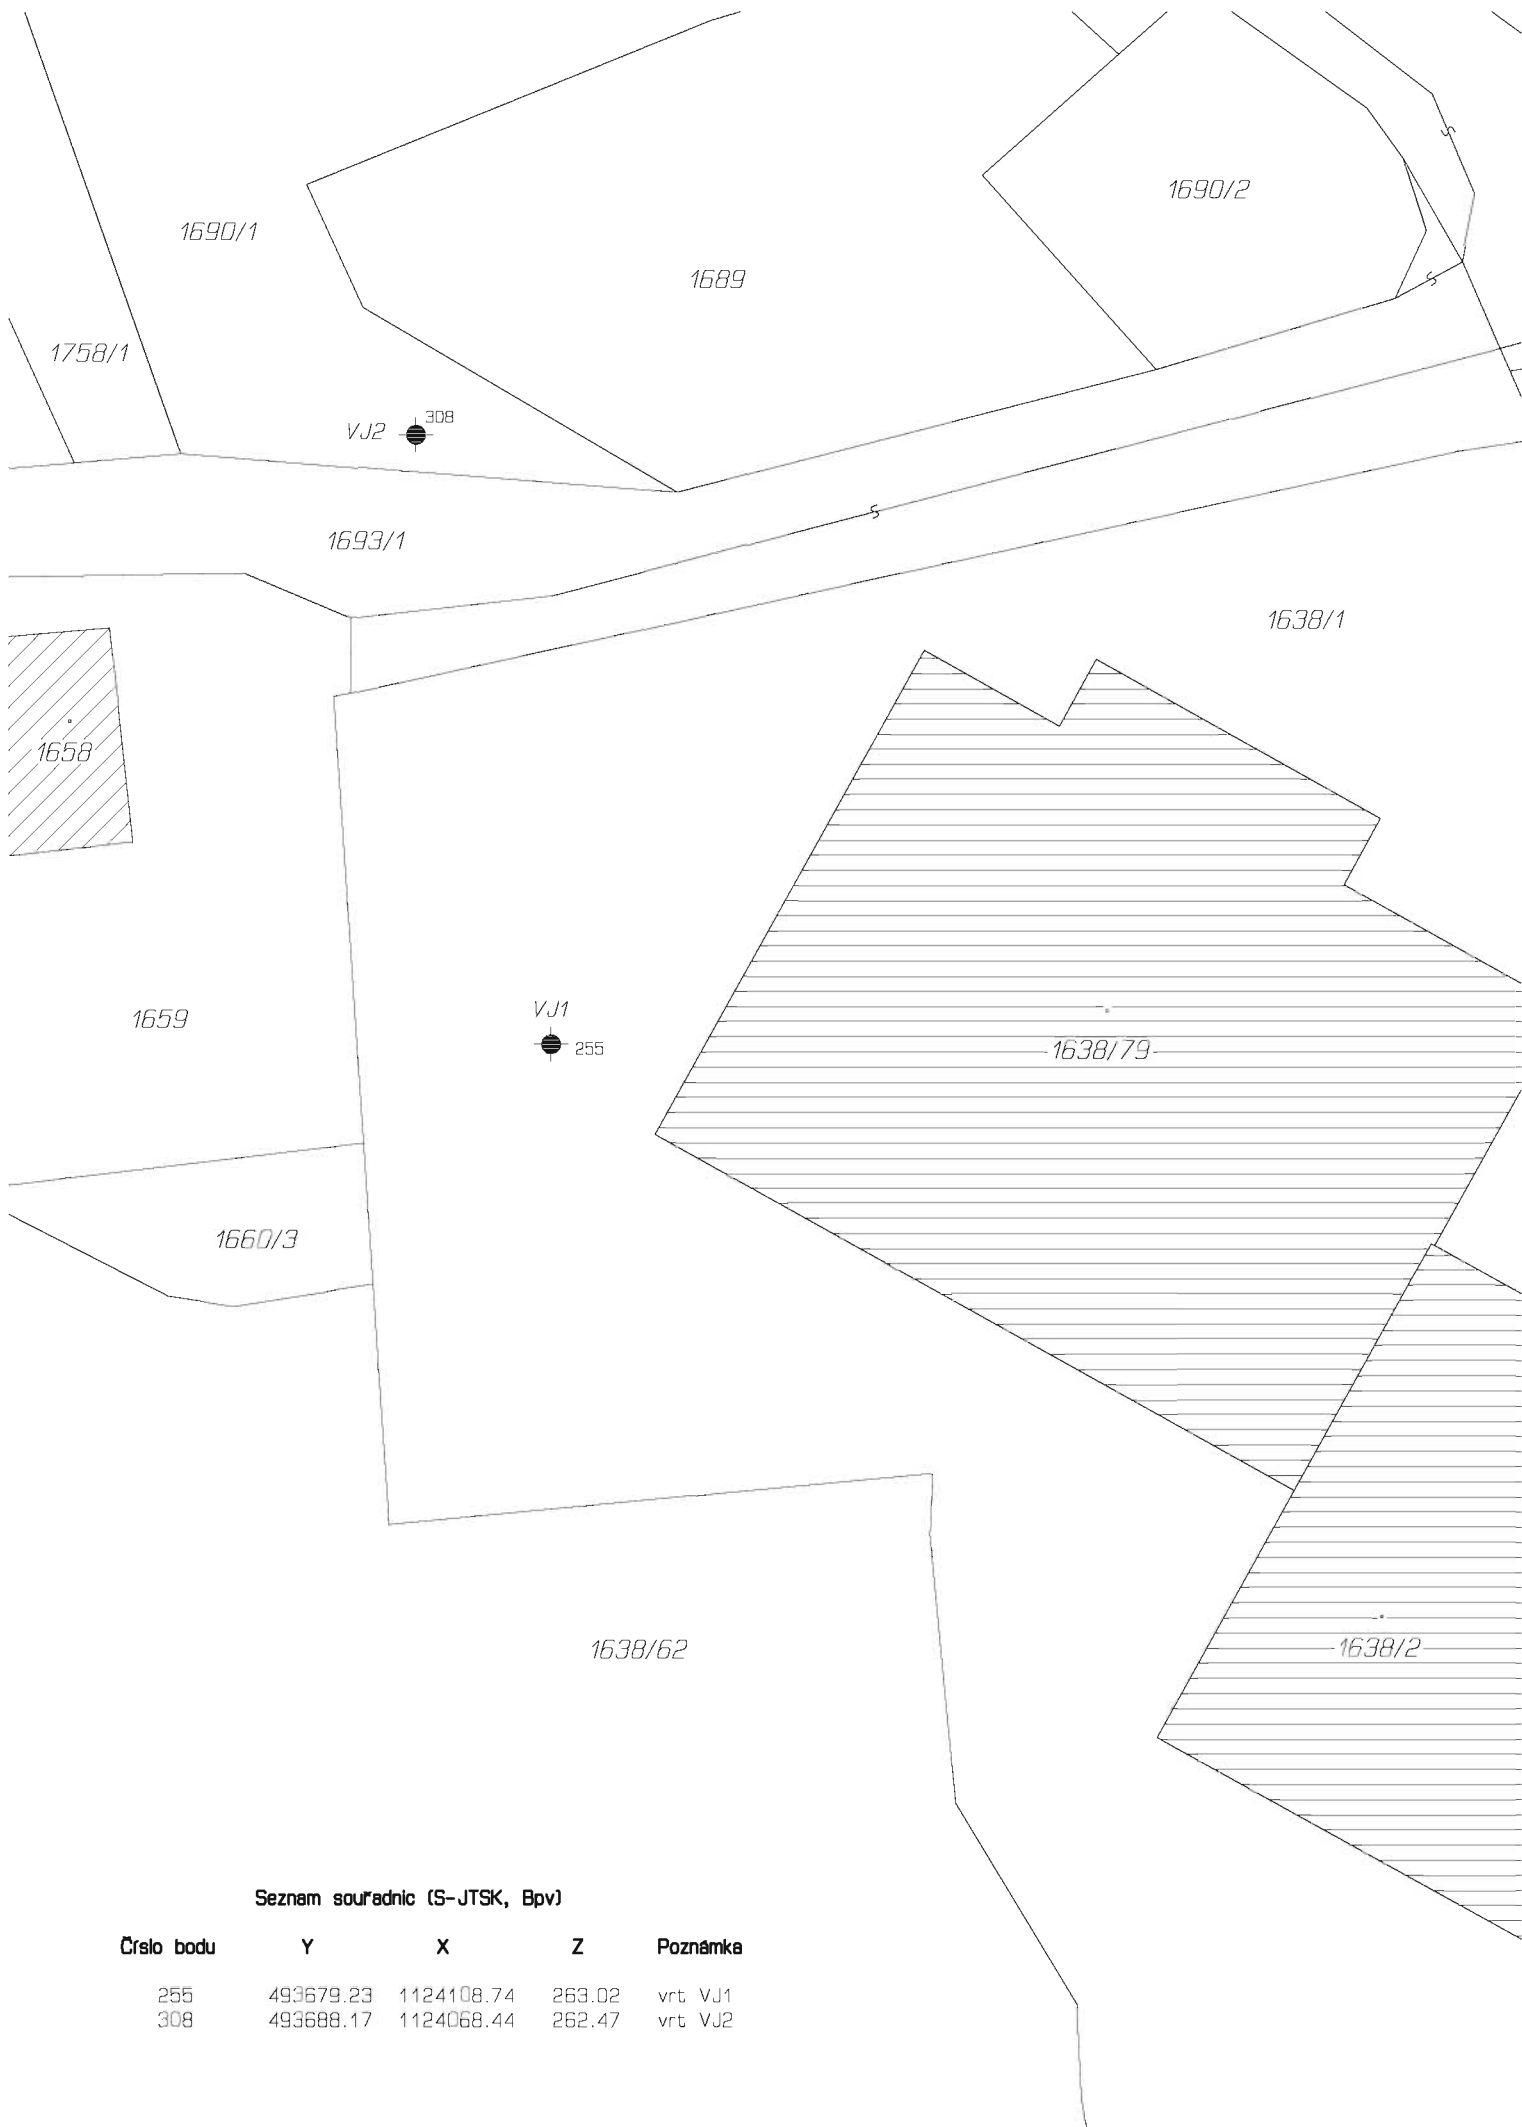 1690/2
1690/1
1689
1758/1
308
VJ2
1693/1
1638/1
1658
VJ1
1659
255
1638/79
1660/3
1638/62
1638/2
Seznam souřadnic (S-JTSK, Bpv)
Číslo bodu Y X Z Poznámka
255 493679.23 1124108.74 263.02 vrt VJ1
308 493688.17 1124068.44 262.47 vrt VJ2